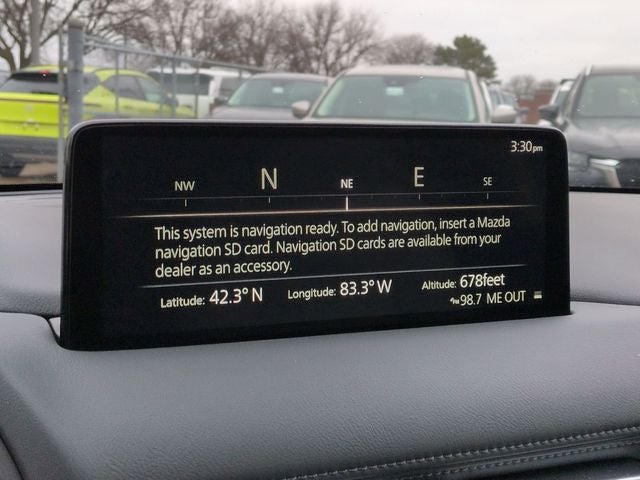 3:30pm
NW N NE E SE
This system is navigation ready. To add navigation, insert a Mazda
navigation SD card. Navigation SD cards are available from your
dealer as an accessory.
Latitude: 42.3° N Longitude: 83.3° W Altitude: 678feet
98.7 ME OUT